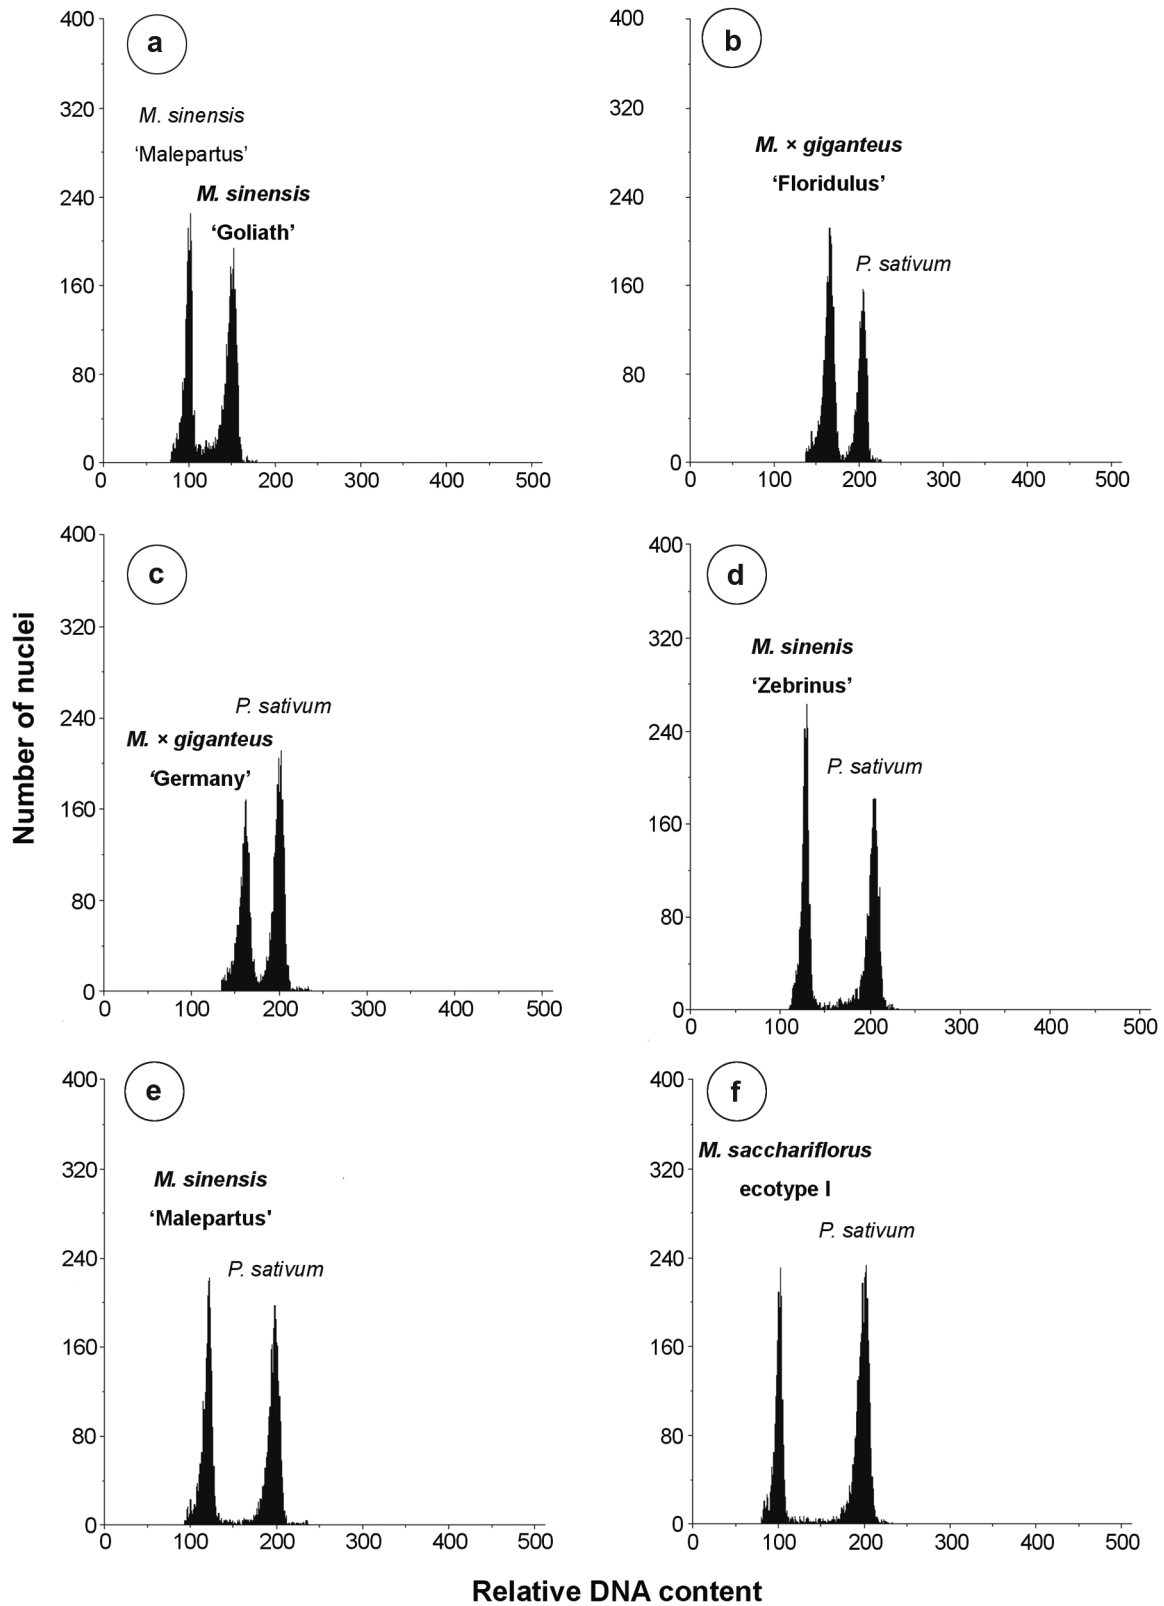 a
400
320
240
160
80
0
0 100 200 300 400 500
M. sinensis
‘Malepartus’
M. sinensis
‘Goliath’
b
400
320
240
160
80
0
0 100 200 300 400 500
M. × giganteus
‘Floridulus’
P. sativum
c
400
320
240
160
80
0
0 100 200 300 400 500
P. sativum
M. × giganteus
‘Germany’
d
400
320
240
160
80
0
0 100 200 300 400 500
M. sinenis
‘Zebrinus’
P. sativum
e
400
320
240
160
80
0
0 100 200 300 400 500
M. sinensis
‘Malepartus'
P. sativum
f
400
320
240
160
80
0
0 100 200 300 400 500
M. sacchariflorus
ecotype I
P. sativum
Number of nuclei
Relative DNA content